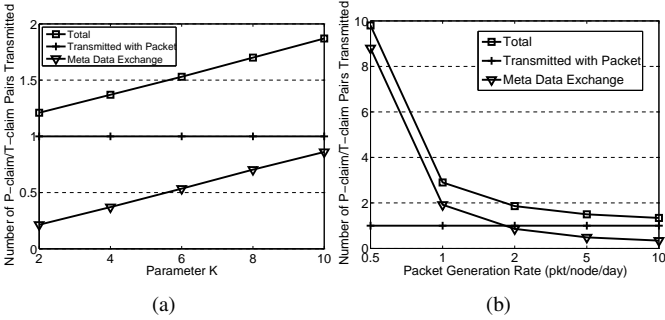 Number of P-claim/T-claim Pairs Transmitted
2
1.5
1
0.5
0
Total
Transmitted with Packet
Meta Data Exchange
2
4
6
8
10
Parameter K
(a)
Number of P-claim/T-claim Pairs Transmitted
10
8
6
4
2
0
Total
Transmitted with Packet
Meta Data Exchange
0.5
1
2
5
10
Packet Generation Rate (pkt/node/day)
(b)